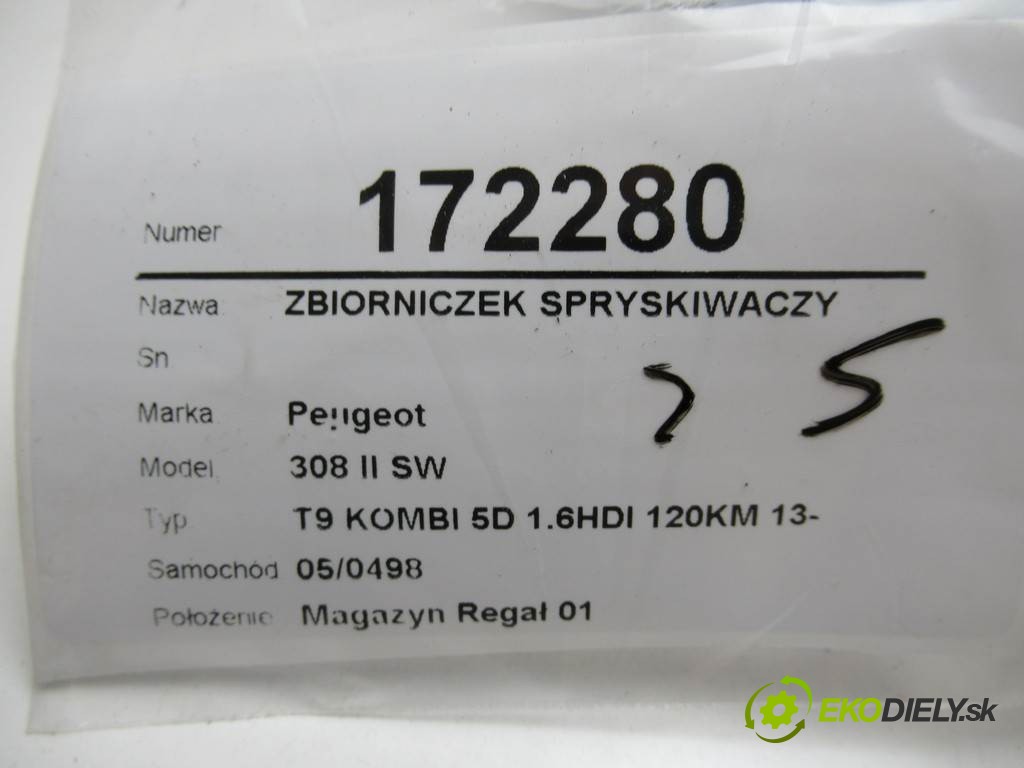 Numer 172280
Nazwa ZBIORNICZEK SPRYSKIWACZY
Sn
Marka Peugeot
Model 308 II SW
Typ T9 KOMBI 5D 1.6HDI 120KM 13-
Samochód 05/0498
Położenie Magazyn Regał 01
EKODIELY.sk